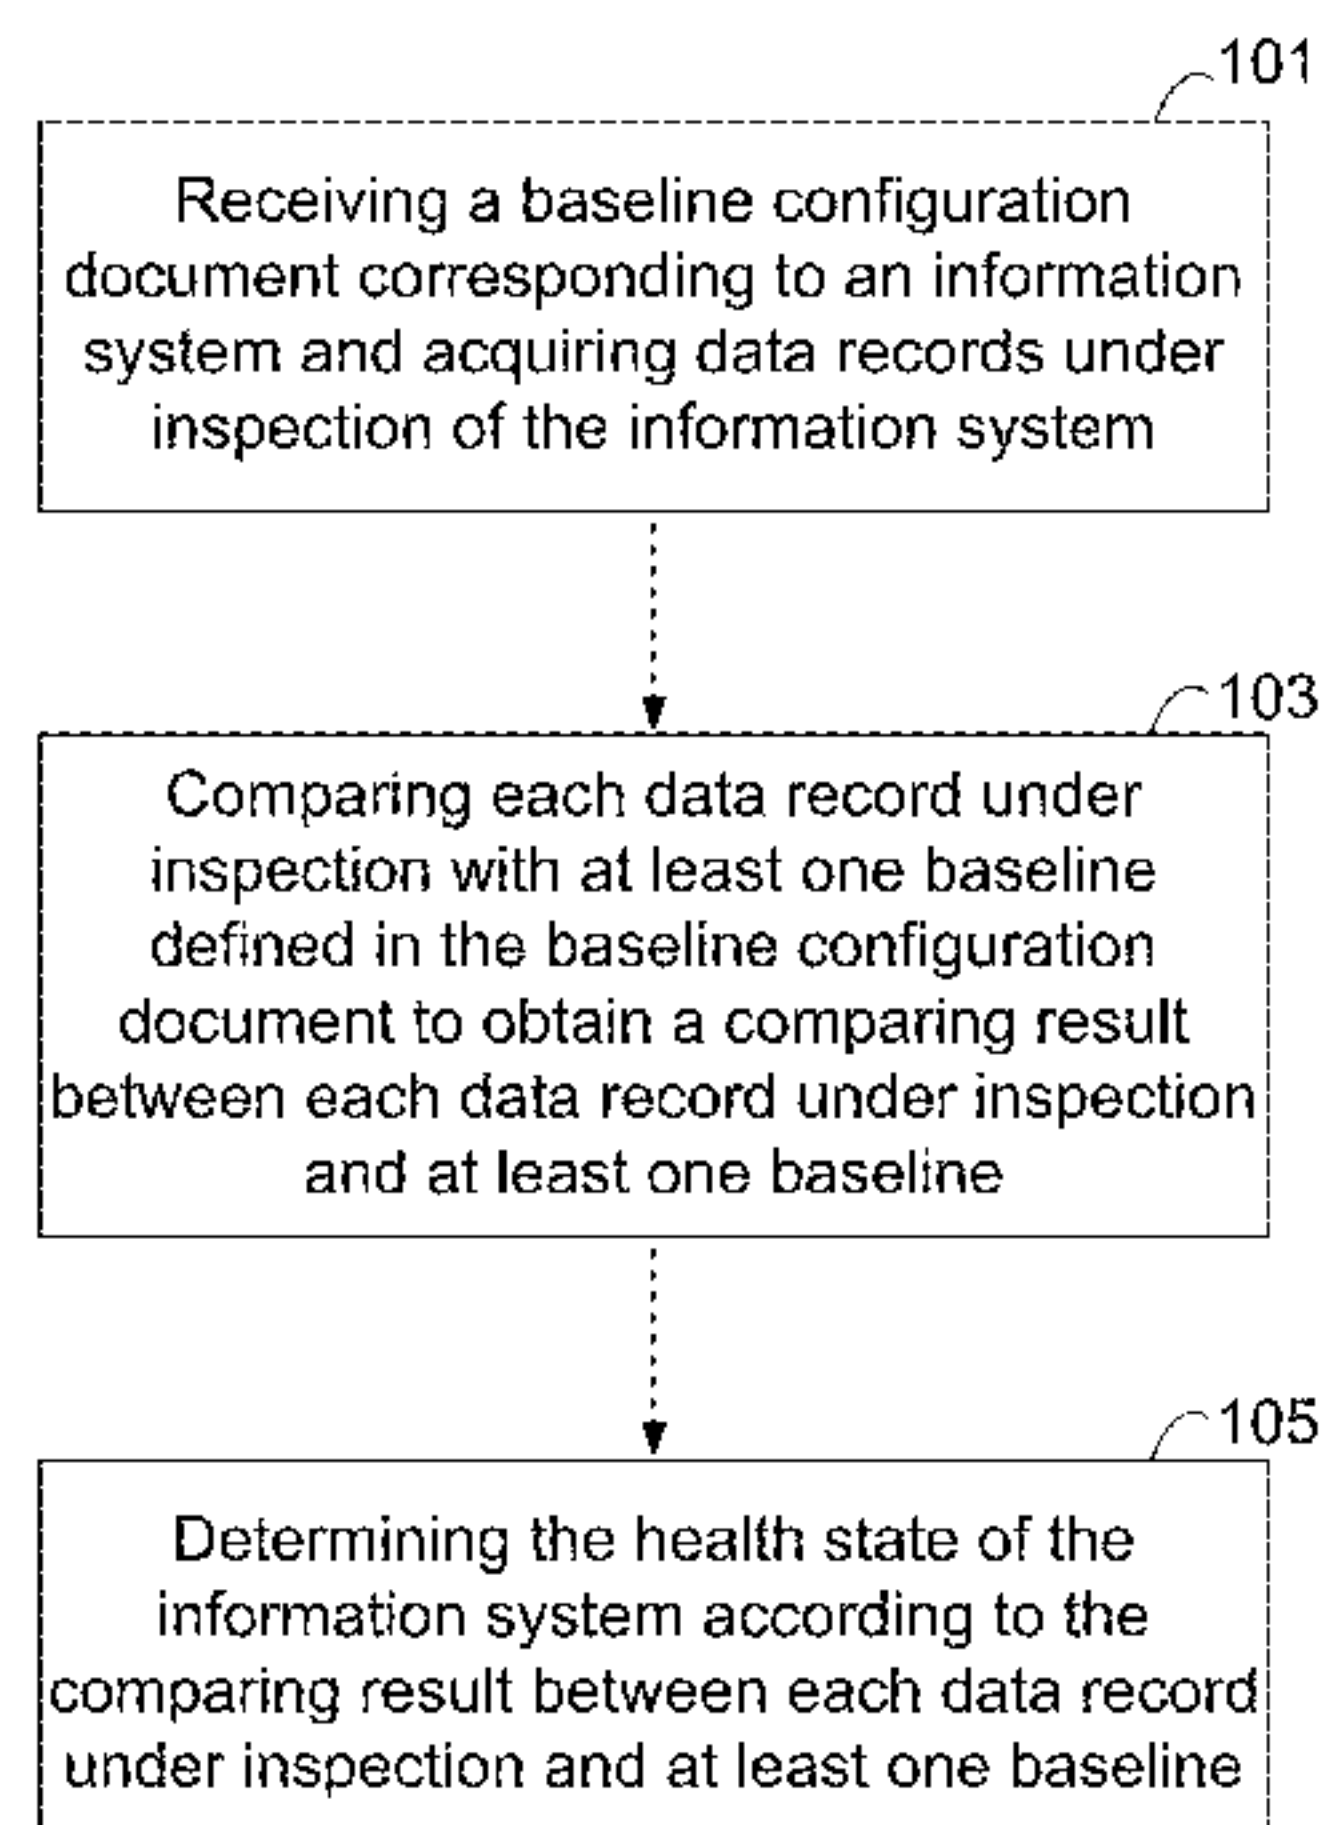 101
Receiving a baseline configuration
document corresponding to an information
system and acquiring data records under
inspection of the information system
103
Comparing each data record under
inspection with at least one baseline
defined in the baseline configuration
document to obtain a comparing result
between each data record under inspection
and at least one baseline
105
Determining the health state of the
information system according to the
comparing result between each data record
under inspection and at least one baseline